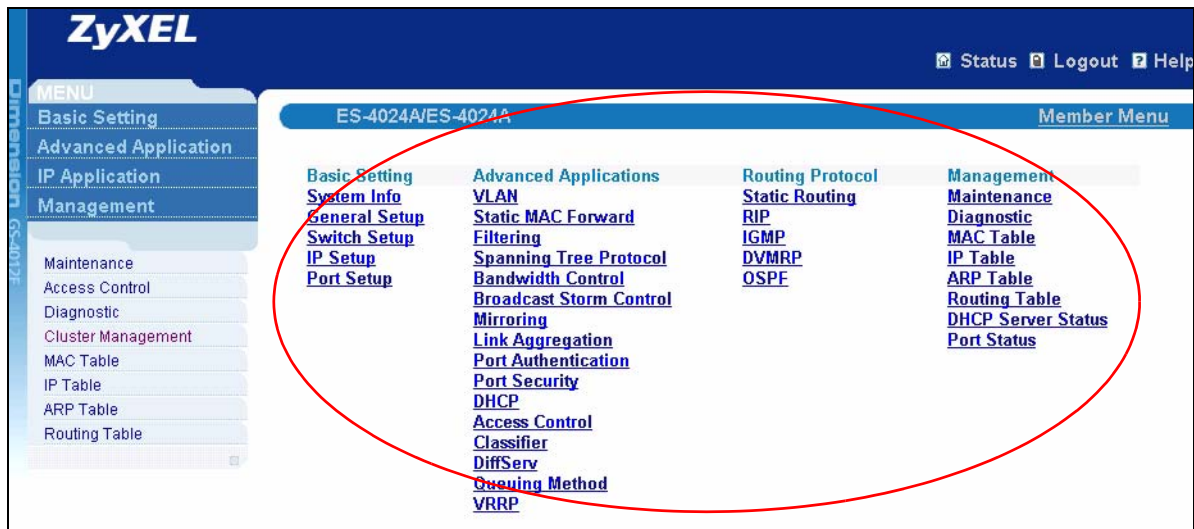 ZyXEL
Status Logout Help
Dimension GS-4012F
MENU
Basic Setting
Advanced Application
IP Application
Management
Maintenance
Access Control
Diagnostic
Cluster Management
MAC Table
IP Table
ARP Table
Routing Table
ES-4024A/ES-4024A Member Menu
Basic Setting
System Info
General Setup
Switch Setup
IP Setup
Port Setup
Advanced Applications
VLAN
Static MAC Forward
Filtering
Spanning Tree Protocol
Bandwidth Control
Broadcast Storm Control
Mirroring
Link Aggregation
Port Authentication
Port Security
DHCP
Access Control
Classifier
DiffServ
Queuing Method
VRRP
Routing Protocol
Static Routing
RIP
IGMP
DVMRP
OSPF
Management
Maintenance
Diagnostic
MAC Table
IP Table
ARP Table
Routing Table
DHCP Server Status
Port Status